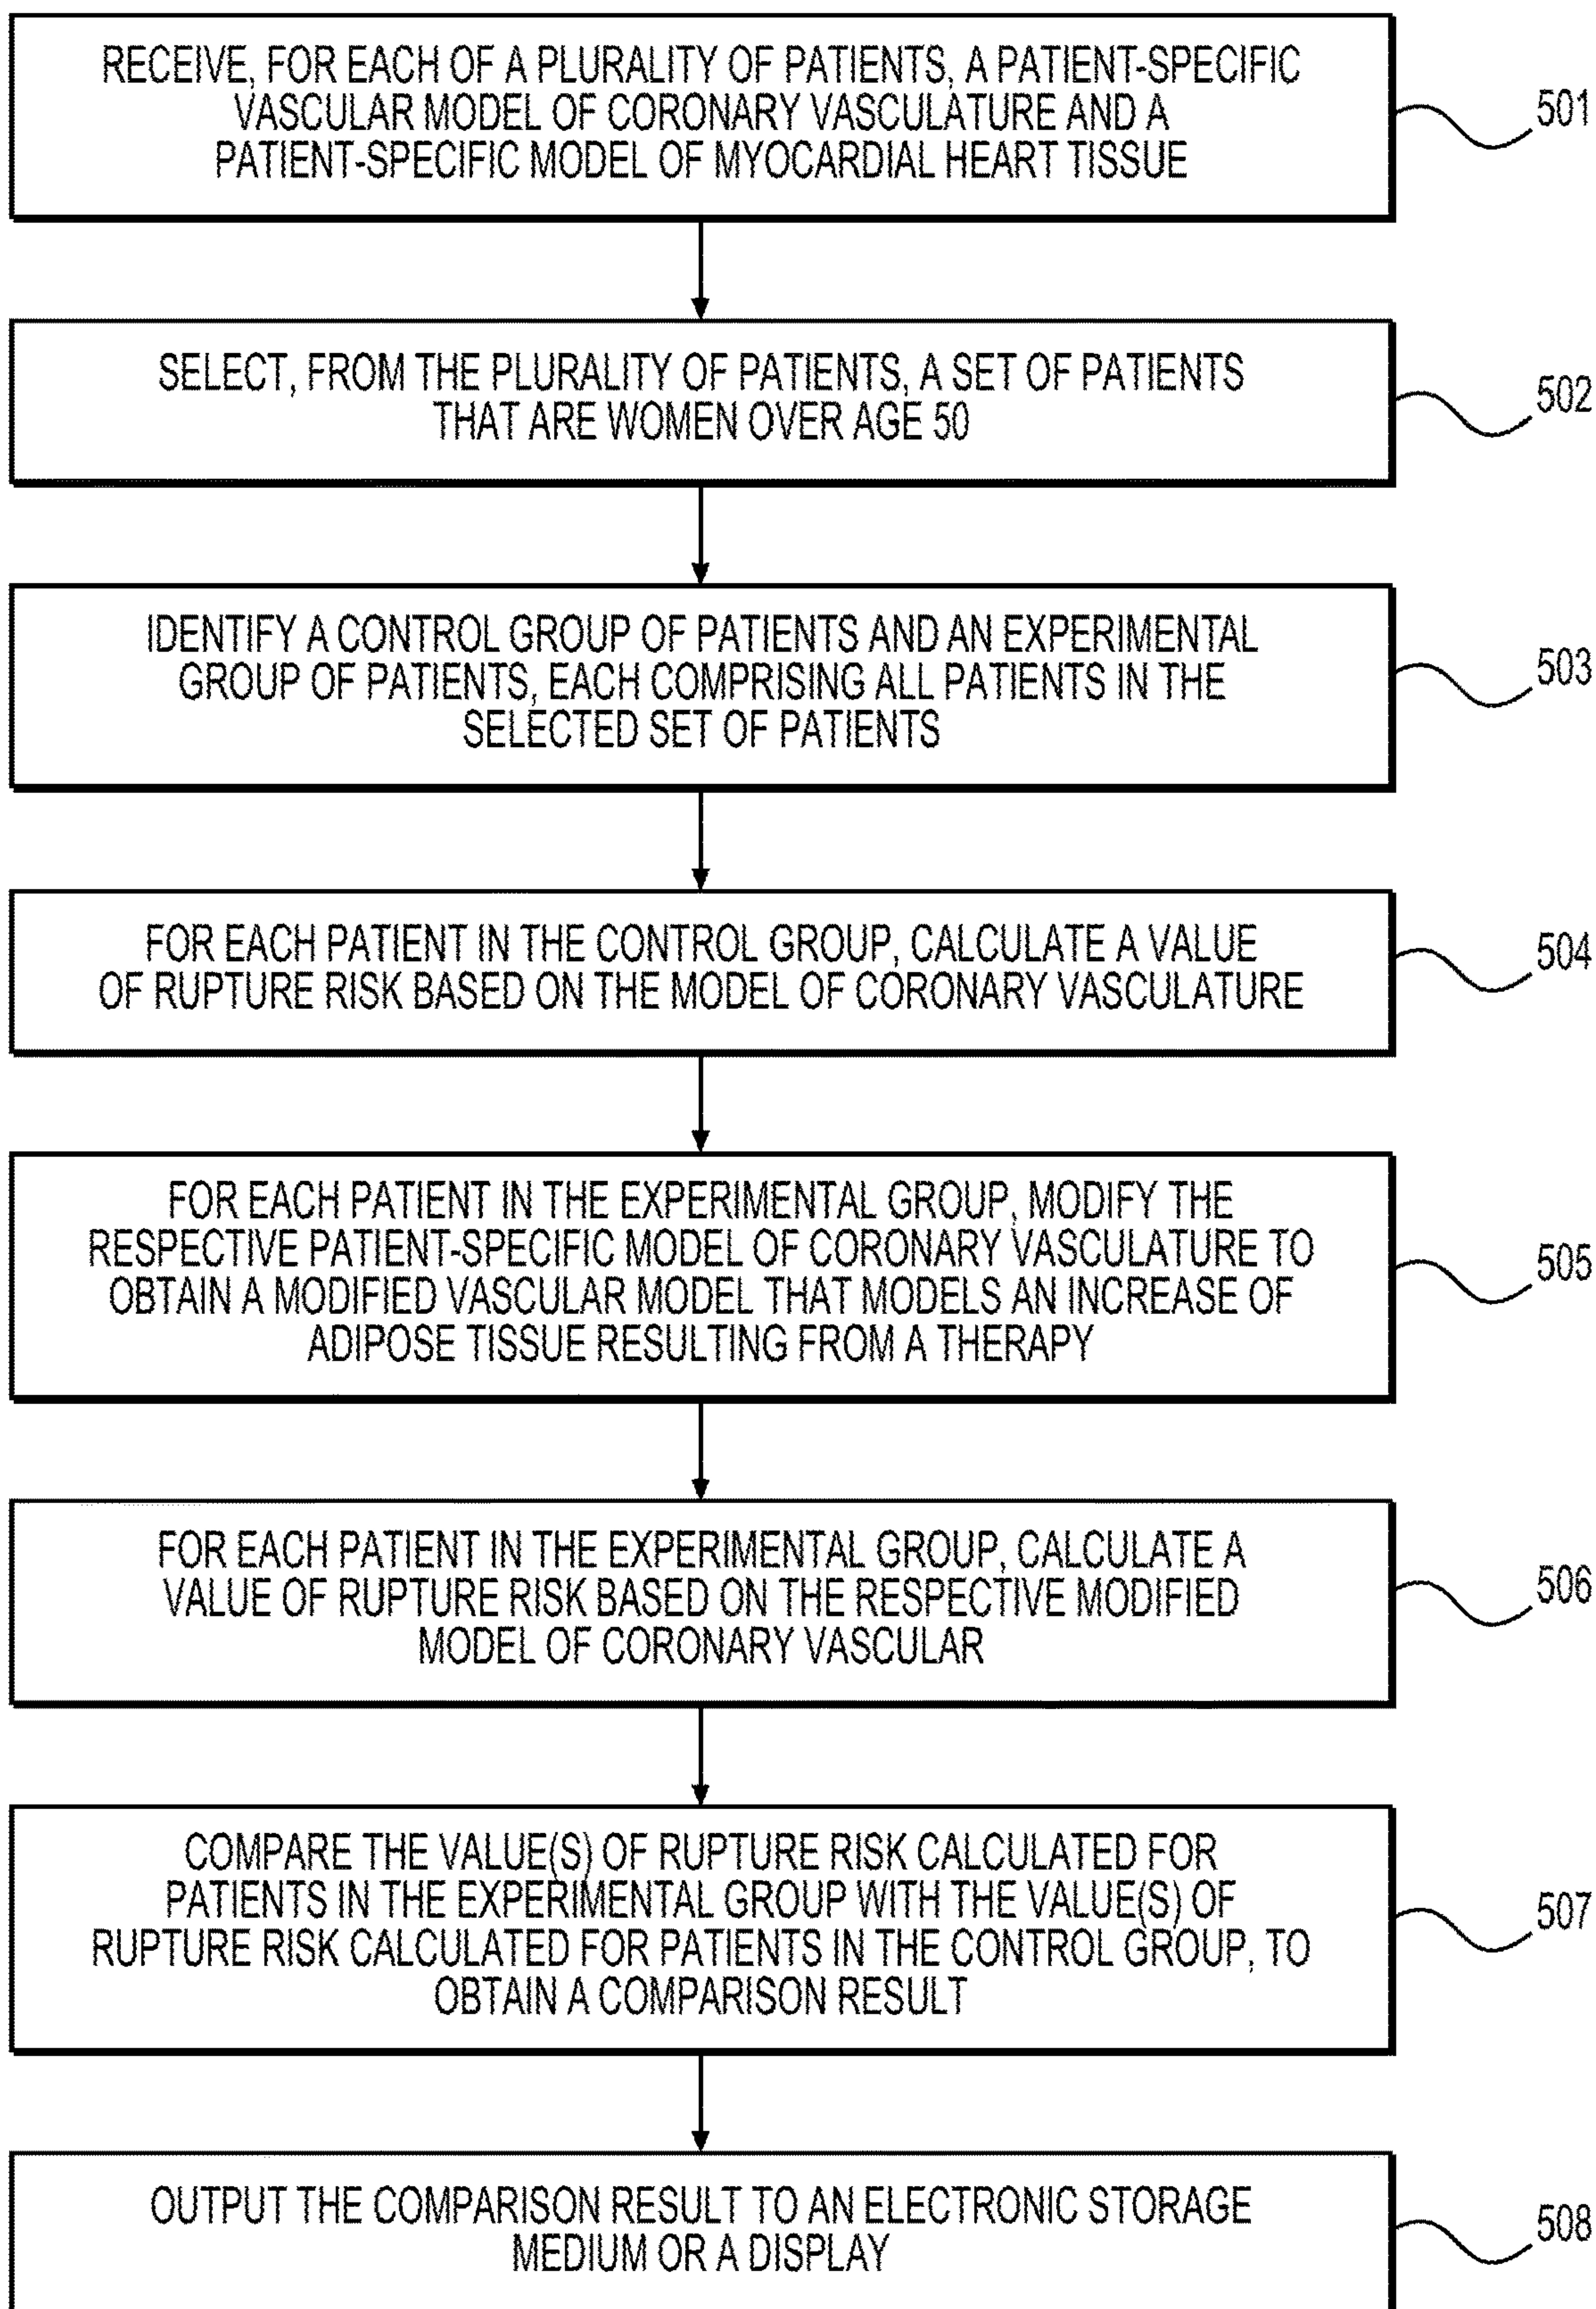 RECEIVE, FOR EACH OF A PLURALITY OF PATIENTS, A PATIENT-SPECIFIC
VASCULAR MODEL OF CORONARY VASCULATURE AND A
PATIENT-SPECIFIC MODEL OF MYOCARDIAL HEART TISSUE
501
SELECT, FROM THE PLURALITY OF PATIENTS, A SET OF PATIENTS
THAT ARE WOMEN OVER AGE 50
502
IDENTIFY A CONTROL GROUP OF PATIENTS AND AN EXPERIMENTAL
GROUP OF PATIENTS, EACH COMPRISING ALL PATIENTS IN THE
SELECTED SET OF PATIENTS
503
FOR EACH PATIENT IN THE CONTROL GROUP, CALCULATE A VALUE
OF RUPTURE RISK BASED ON THE MODEL OF CORONARY VASCULATURE
504
FOR EACH PATIENT IN THE EXPERIMENTAL GROUP, MODIFY THE
RESPECTIVE PATIENT-SPECIFIC MODEL OF CORONARY VASCULATURE TO
OBTAIN A MODIFIED VASCULAR MODEL THAT MODELS AN INCREASE OF
ADIPOSE TISSUE RESULTING FROM A THERAPY
505
FOR EACH PATIENT IN THE EXPERIMENTAL GROUP, CALCULATE A
VALUE OF RUPTURE RISK BASED ON THE RESPECTIVE MODIFIED
MODEL OF CORONARY VASCULAR
506
COMPARE THE VALUE(S) OF RUPTURE RISK CALCULATED FOR
PATIENTS IN THE EXPERIMENTAL GROUP WITH THE VALUE(S) OF
RUPTURE RISK CALCULATED FOR PATIENTS IN THE CONTROL GROUP, TO
OBTAIN A COMPARISON RESULT
507
OUTPUT THE COMPARISON RESULT TO AN ELECTRONIC STORAGE
MEDIUM OR A DISPLAY
508